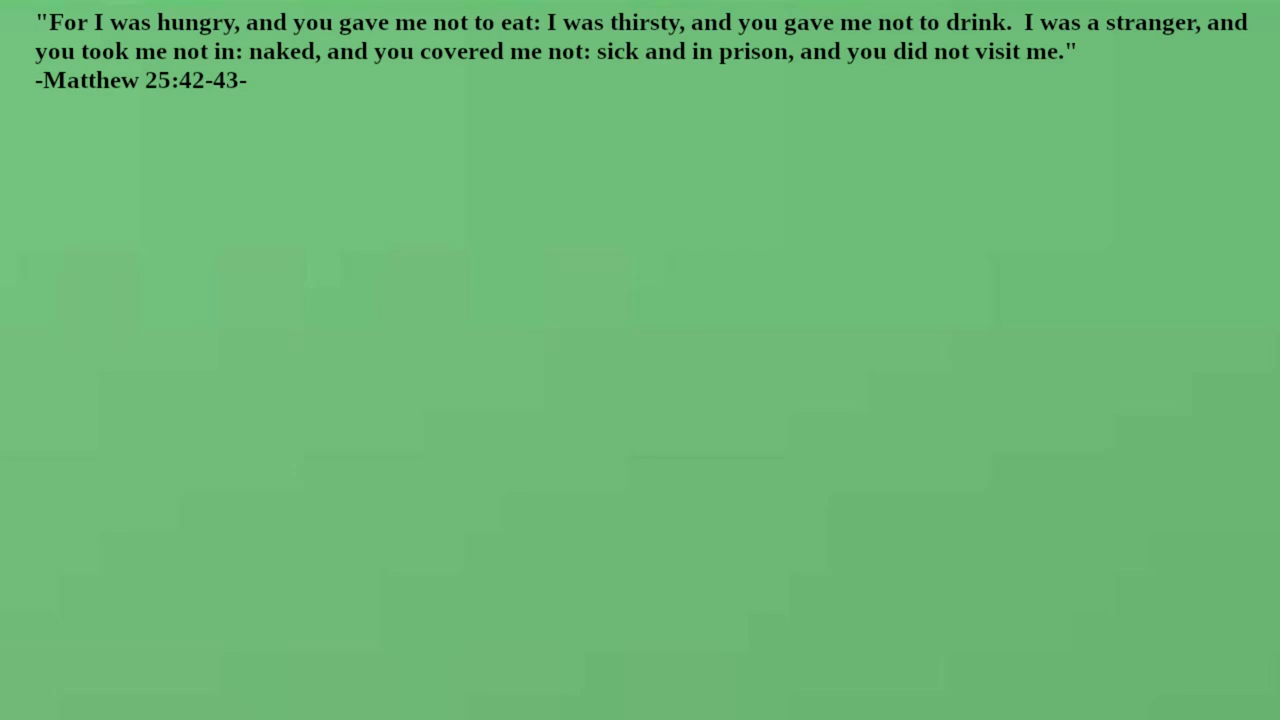 "For I was hungry, and you gave me not to eat: I was thirsty, and you gave me not to drink.  I was a stranger, and
you took me not in: naked, and you covered me not: sick and in prison, and you did not visit me."
-Matthew 25:42-43-